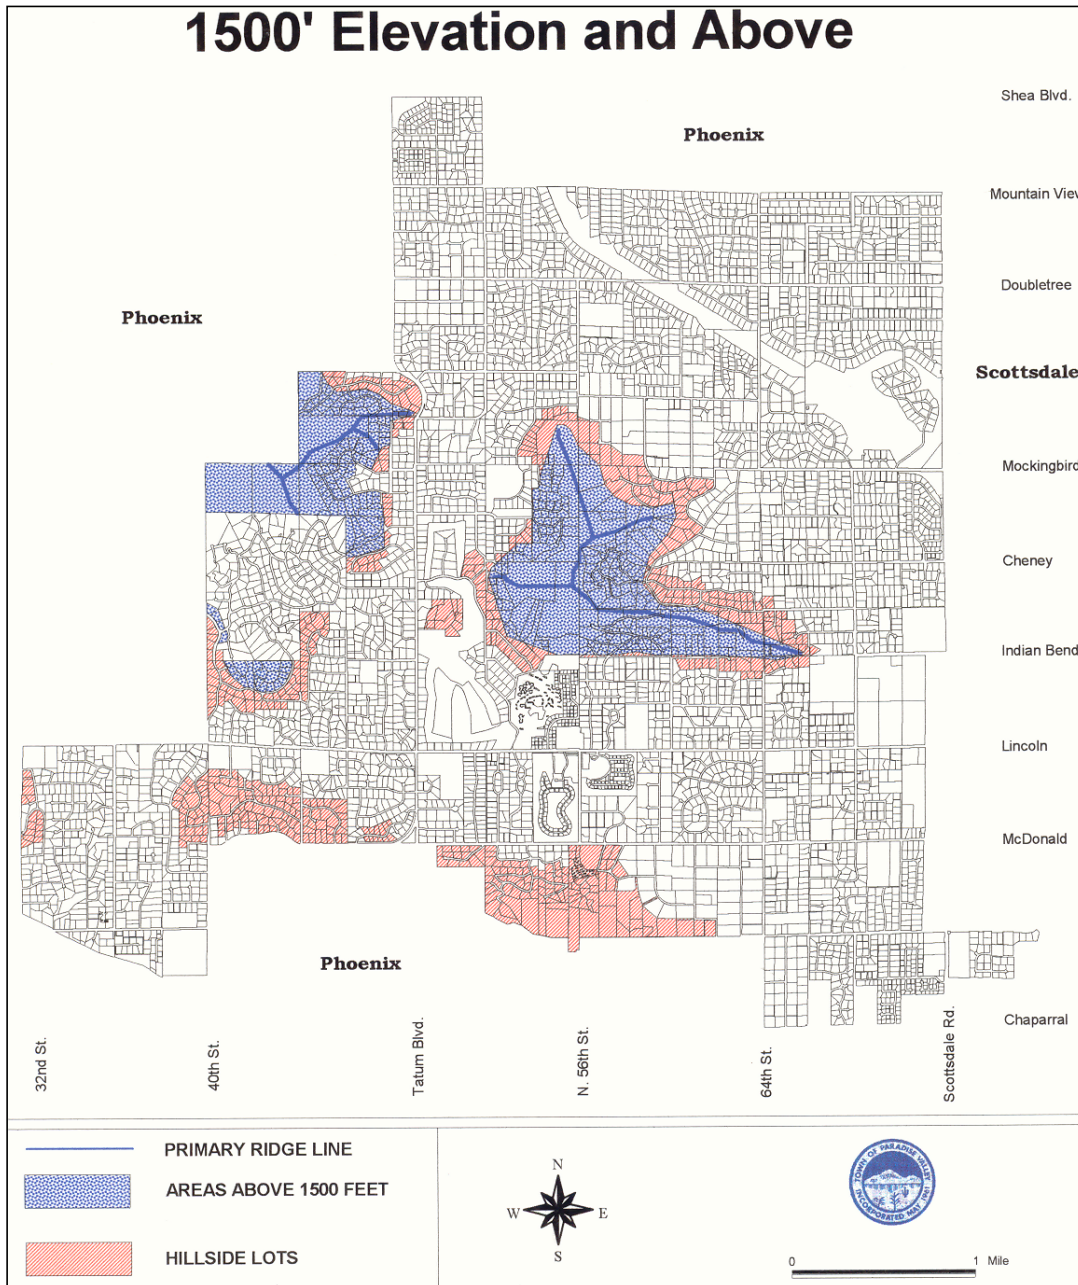 1500' Elevation and Above
Shea Blvd.
Phoenix
Mountain View
Doubletree
Phoenix
Scottsdale
Mockingbird
Cheney
Indian Bend
Lincoln
McDonald
Phoenix
Chaparral
32nd St.
40th St.
Tatum Blvd.
N. 56th St.
64th St.
Scottsdale Rd.
PRIMARY RIDGE LINE
AREAS ABOVE 1500 FEET
HILLSIDE LOTS
N
W
E
S
TOWN OF PARADISE VALLEY
INCORPORATED MAY 1961
0 1 Mile